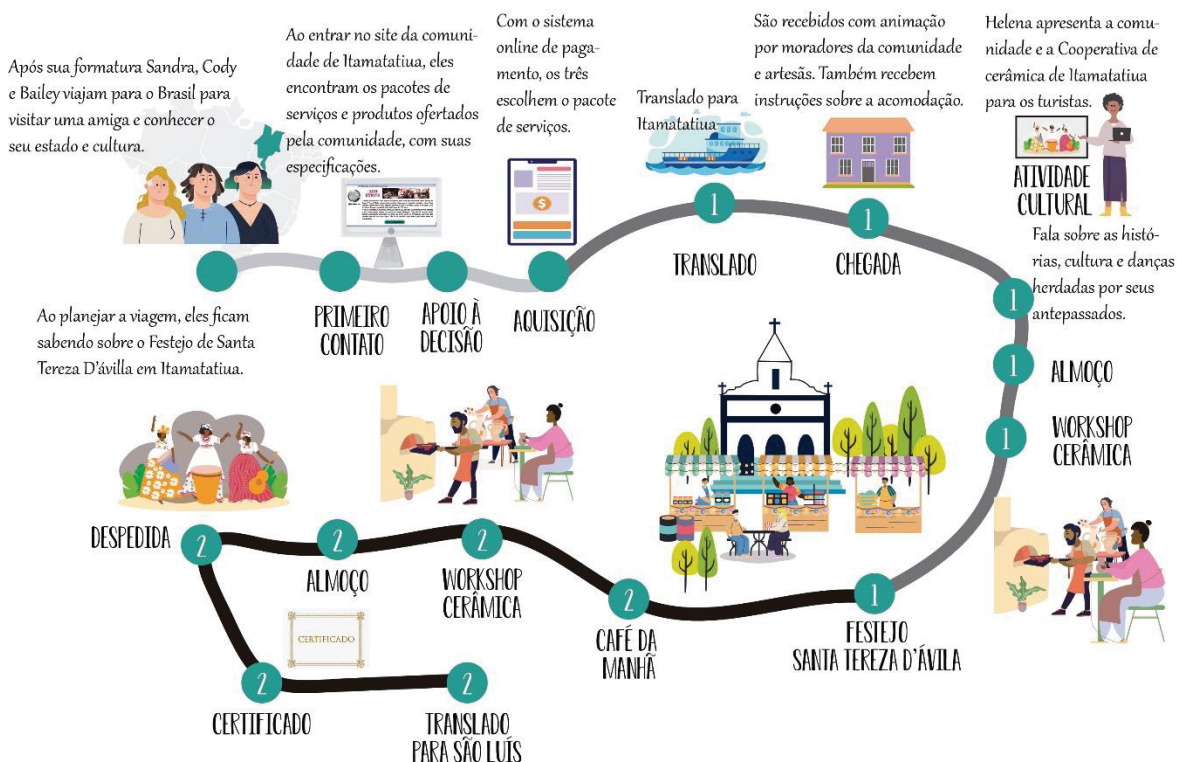 Após sua formatura Sandra, Cody
e Bailey viajam para o Brasil para
visitar uma amiga e conhecer o
seu estado e cultura.
Ao entrar no site da comuni-
dade de Itamatatiua, eles
encontram os pacotes de
serviços e produtos ofertados
pela comunidade, com suas
especificações.
Com o sistema
online de paga-
mento, os três
escolhem o pacote
de serviços.
Translado para
Itamatatiua
São recebidos com animação
por moradores da comunidade
e artesãs. Também recebem
instruções sobre a acomodação.
Helena apresenta a comu-
nidade e a Cooperativa de
cerâmica de Itamatatiua
para os turistas.
ATIVIDADE
CULTURAL
Fala sobre as histó-
rias, cultura e danças
herdadas por seus
antepassados.
$
1
TRANSLADO
1
CHEGADA
1
Ao planejar a viagem, eles ficam
sabendo sobre o Festejo de Santa
Tereza D'ávilla em Itamatatiua.
PRIMEIRO
CONTATO
APOIO À
DECISÃO
AQUISIÇÃO
1
ALMOÇO
1
WORKSHOP
CERÂMICA
1
FESTEJO
SANTA TEREZA D'ÁVILA
2
CAFÉ DA
MANHÃ
2
WORKSHOP
CERÂMICA
2
ALMOÇO
DESPEDIDA
2
CERTIFICADO
2
CERTIFICADO
2
TRANSLADO
PARA SÃO LUÍS